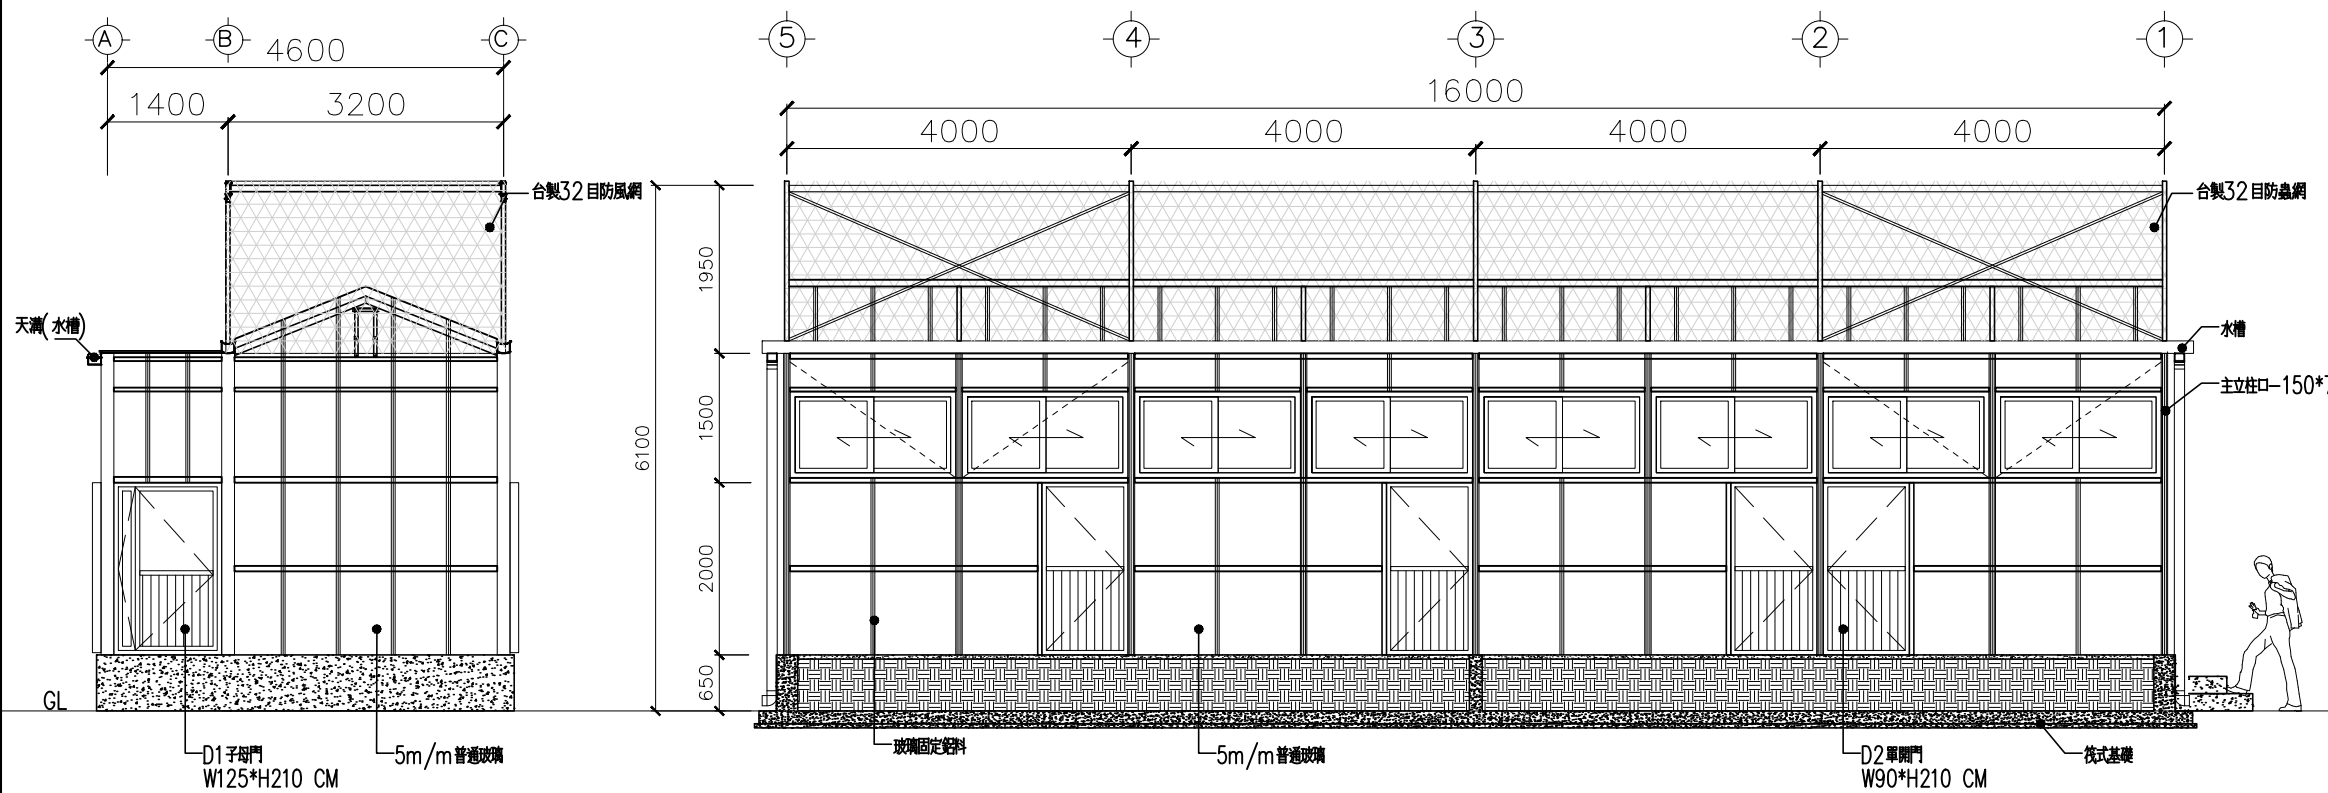 A
B
C
4600
1400
3200
5
4
3
2
1
16000
4000
4000
4000
4000
台製32目防風網
台製32目防蟲網
天溝(水槽)
水槽
主立柱口-150*7
6100
1950
1500
2000
650
GL
D1子母門
W125*H210 CM
5m/m普通玻璃
玻璃固定鋁料
5m/m普通玻璃
D2單開門
W90*H210 CM
筏式基礎